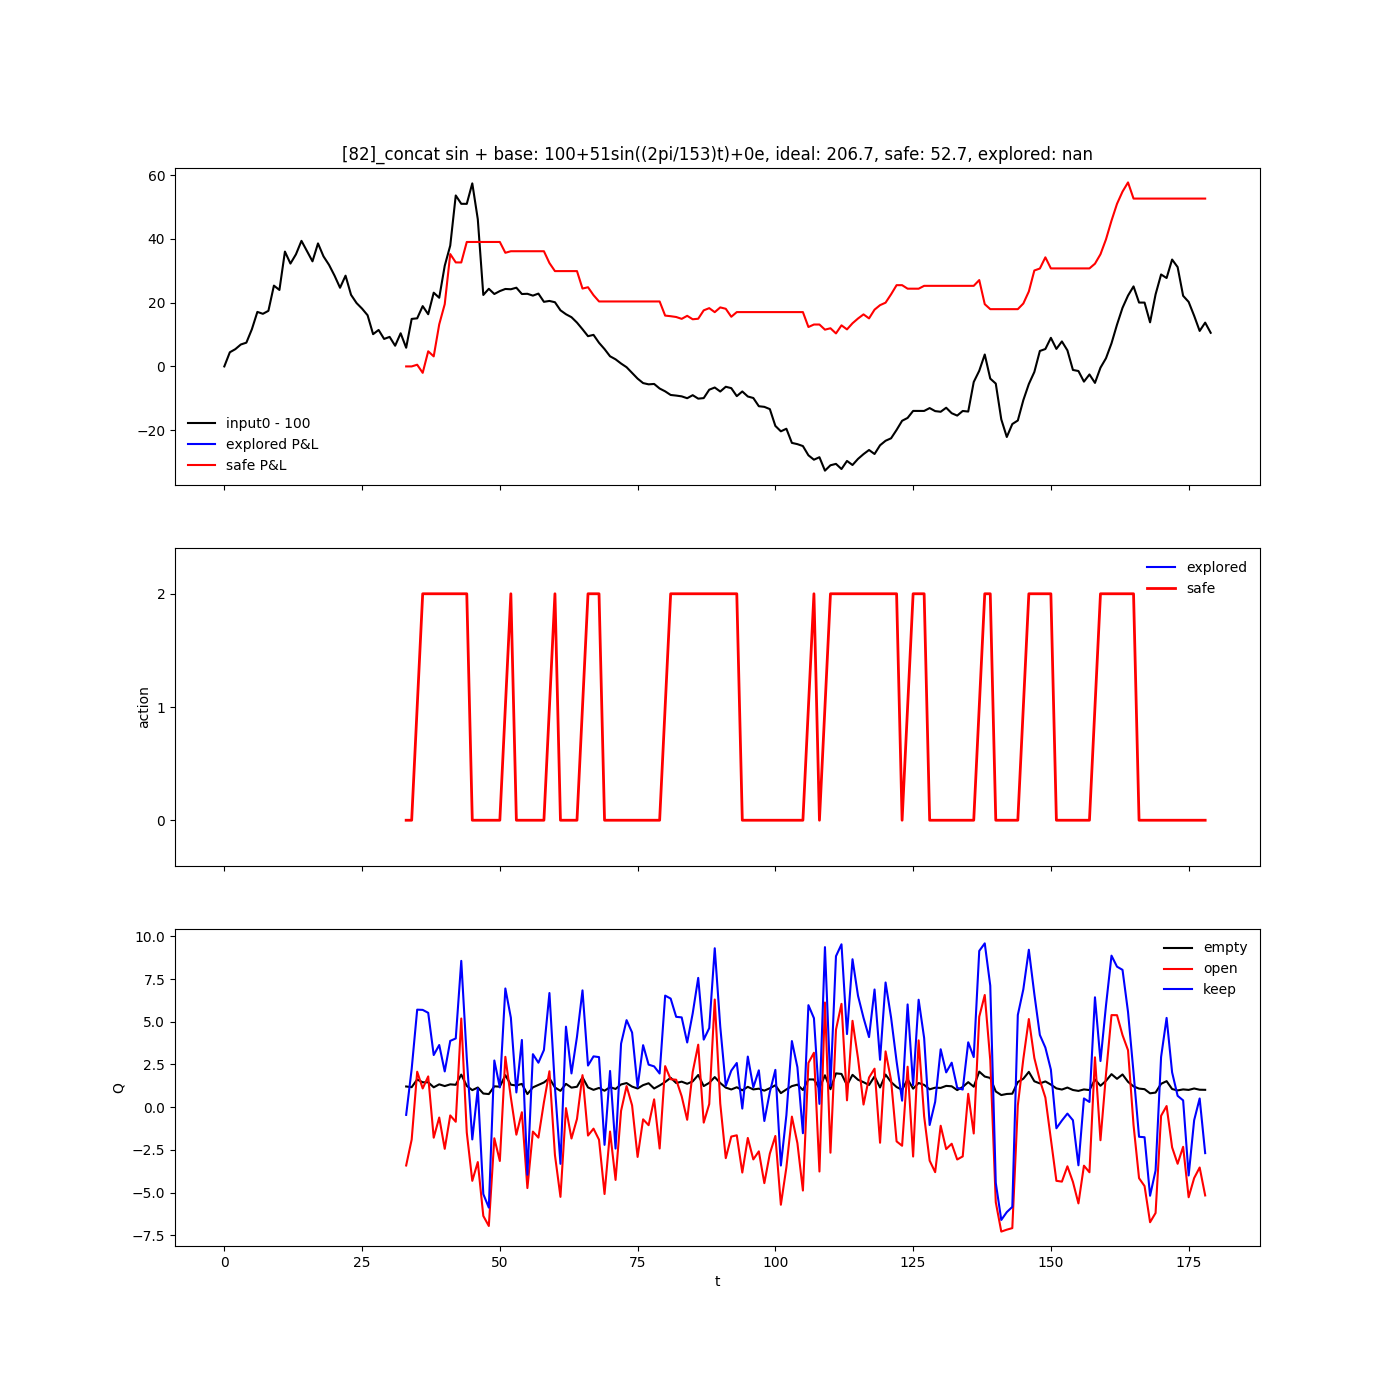 [82]_concat sin + base: 100+51sin((2pi/153)t)+0e, ideal: 206.7, safe: 52.7, explored: nan
60
40
20
0
−20
input0 - 100
explored P&L
safe P&L
explored
safe
2
1
0
action
10.0
7.5
5.0
2.5
0.0
−2.5
−5.0
−7.5
Q
empty
open
keep
0 25 50 75 100 125 150 175
t